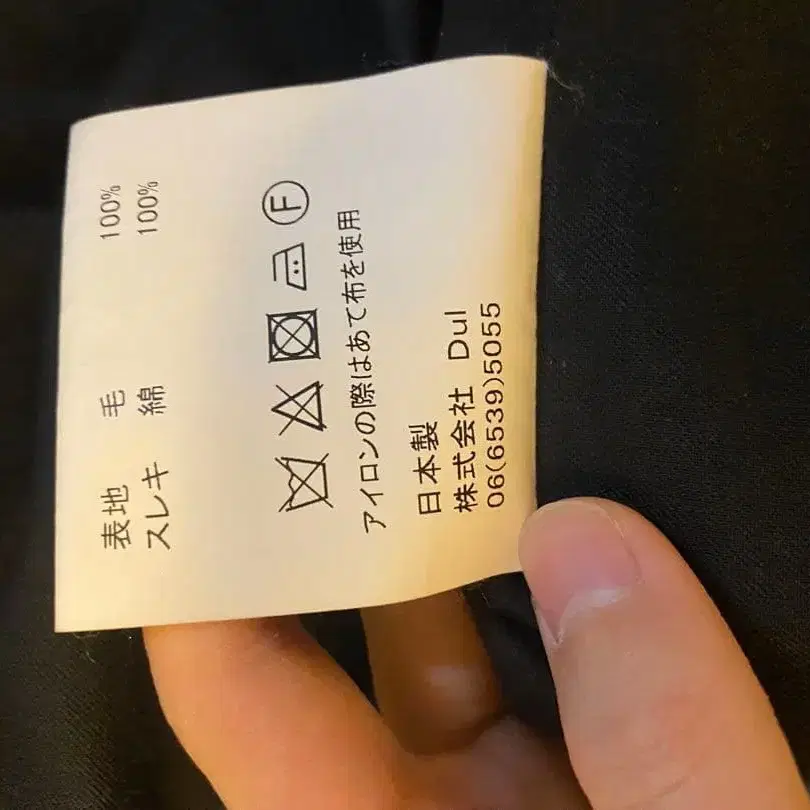 表地 毛 100%
スレキ 綿 100%
F
アイロンの際はあて布を使用
日本製
株式会社 Dul
06(6539)5055